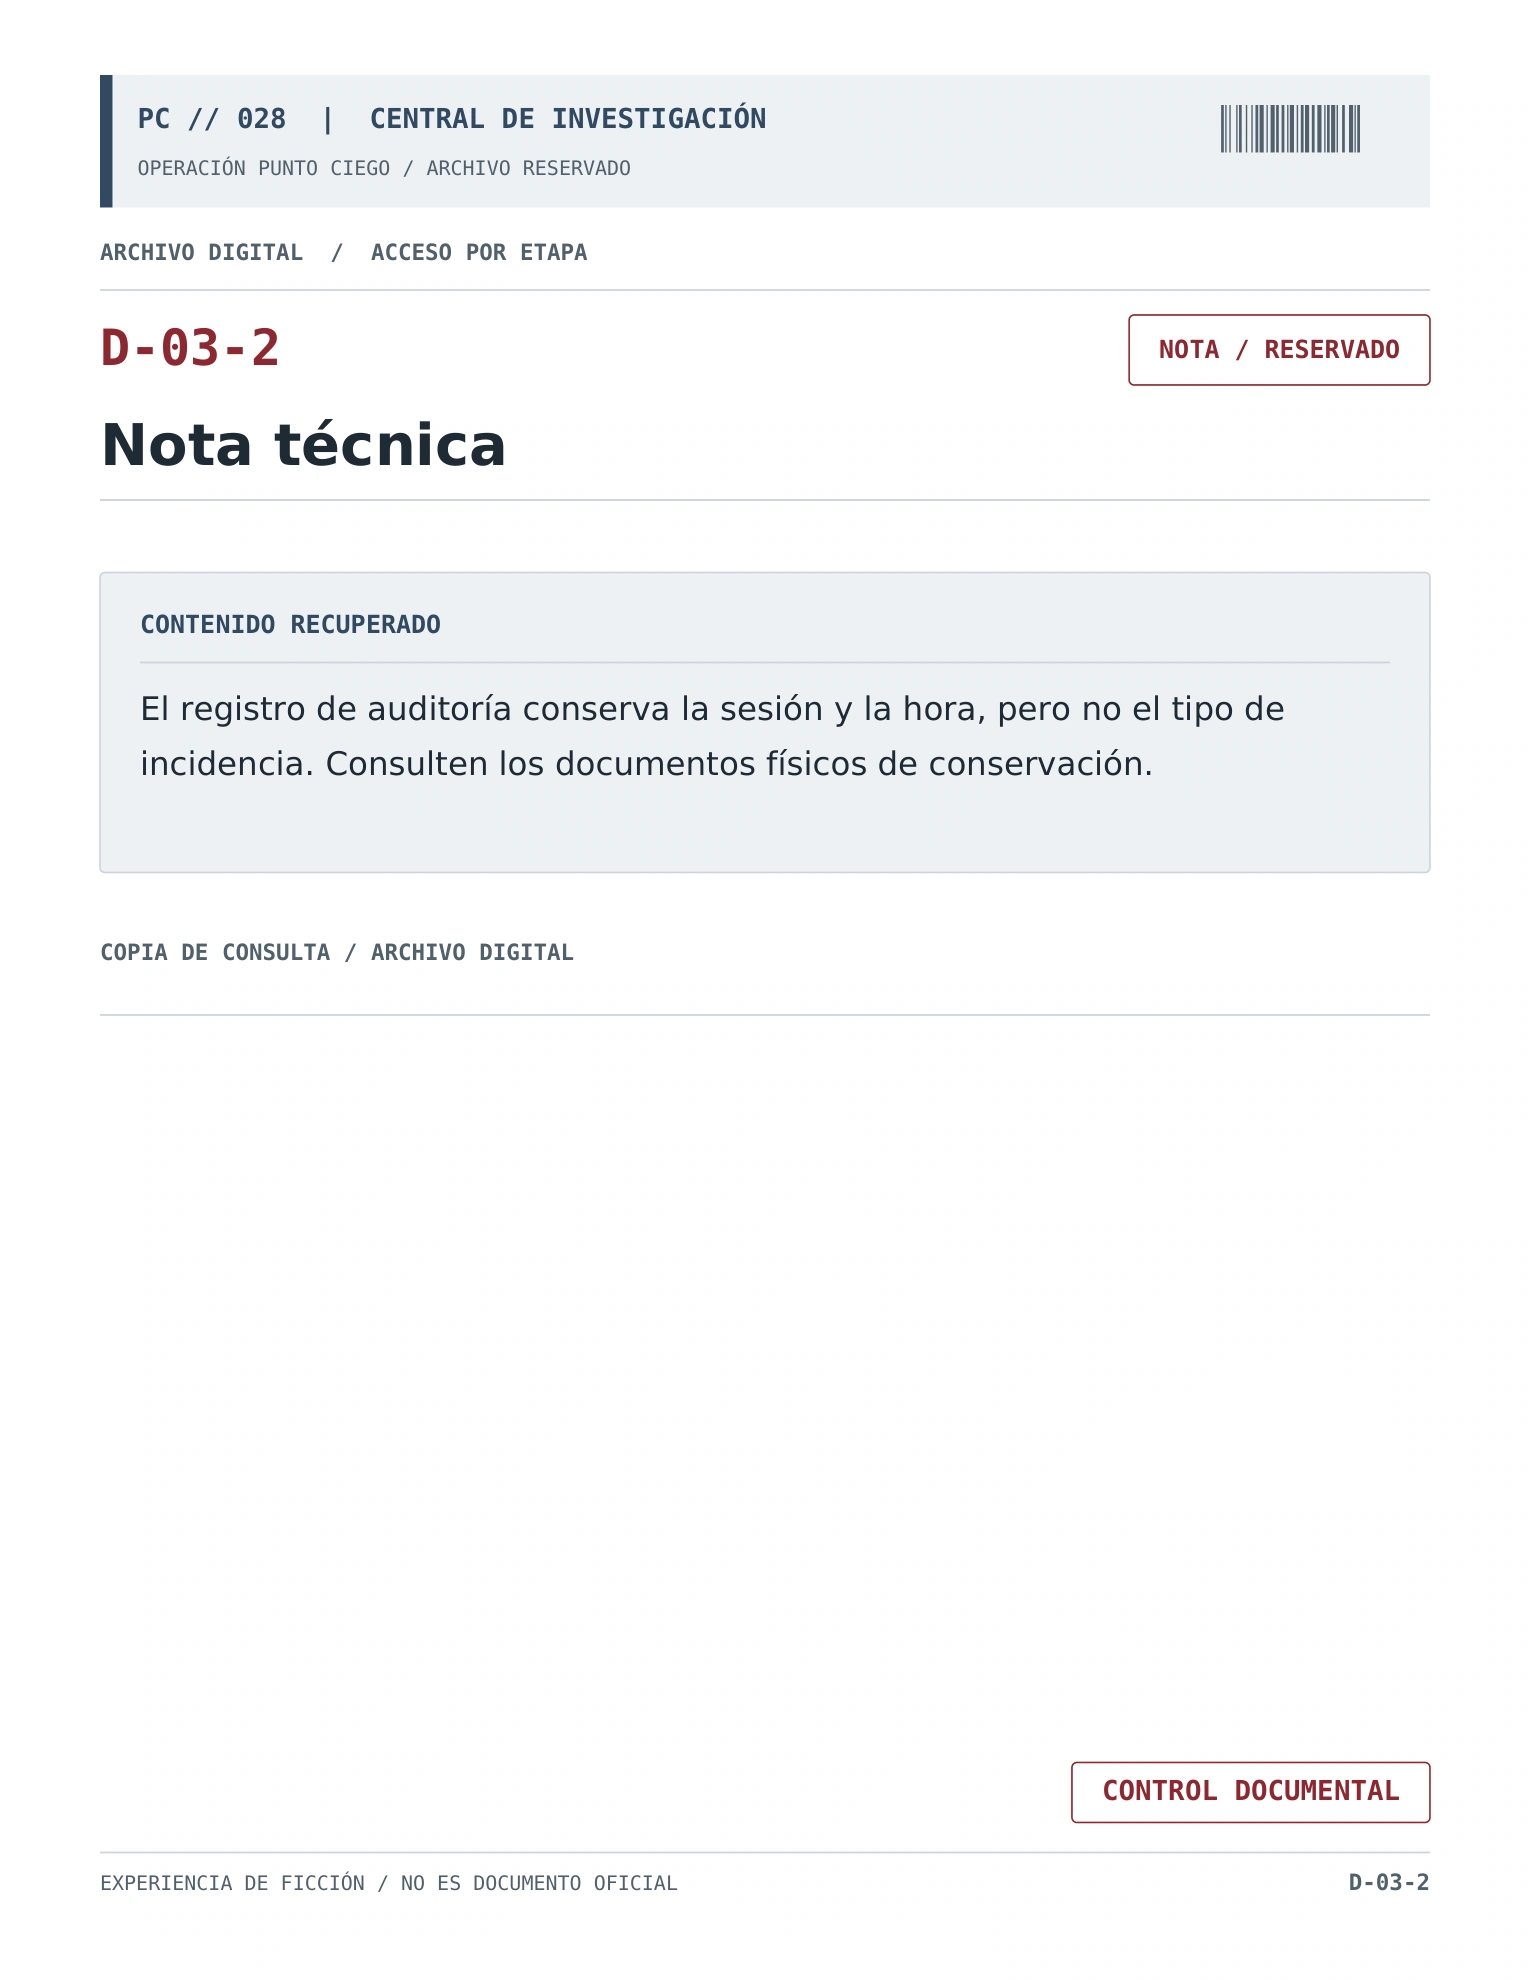 PC // 028 | CENTRAL DE INVESTIGACIÓN
OPERACIÓN PUNTO CIEGO / ARCHIVO RESERVADO
ARCHIVO DIGITAL / ACCESO POR ETAPA
D-03-2
NOTA / RESERVADO
Nota técnica
CONTENIDO RECUPERADO
El registro de auditoría conserva la sesión y la hora, pero no el tipo de
incidencia. Consulten los documentos físicos de conservación.
COPIA DE CONSULTA / ARCHIVO DIGITAL
CONTROL DOCUMENTAL
EXPERIENCIA DE FICCIÓN / NO ES DOCUMENTO OFICIAL
D-03-2